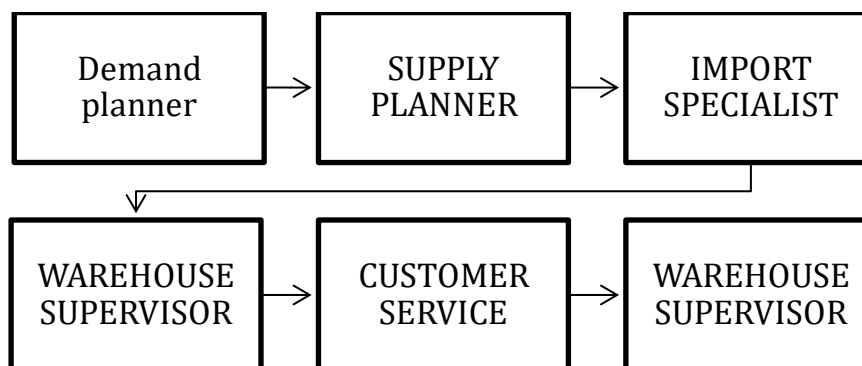 Demand
planner
SUPPLY
PLANNER
IMPORT
SPECIALIST
WAREHOUSE
SUPERVISOR
CUSTOMER
SERVICE
WAREHOUSE
SUPERVISOR